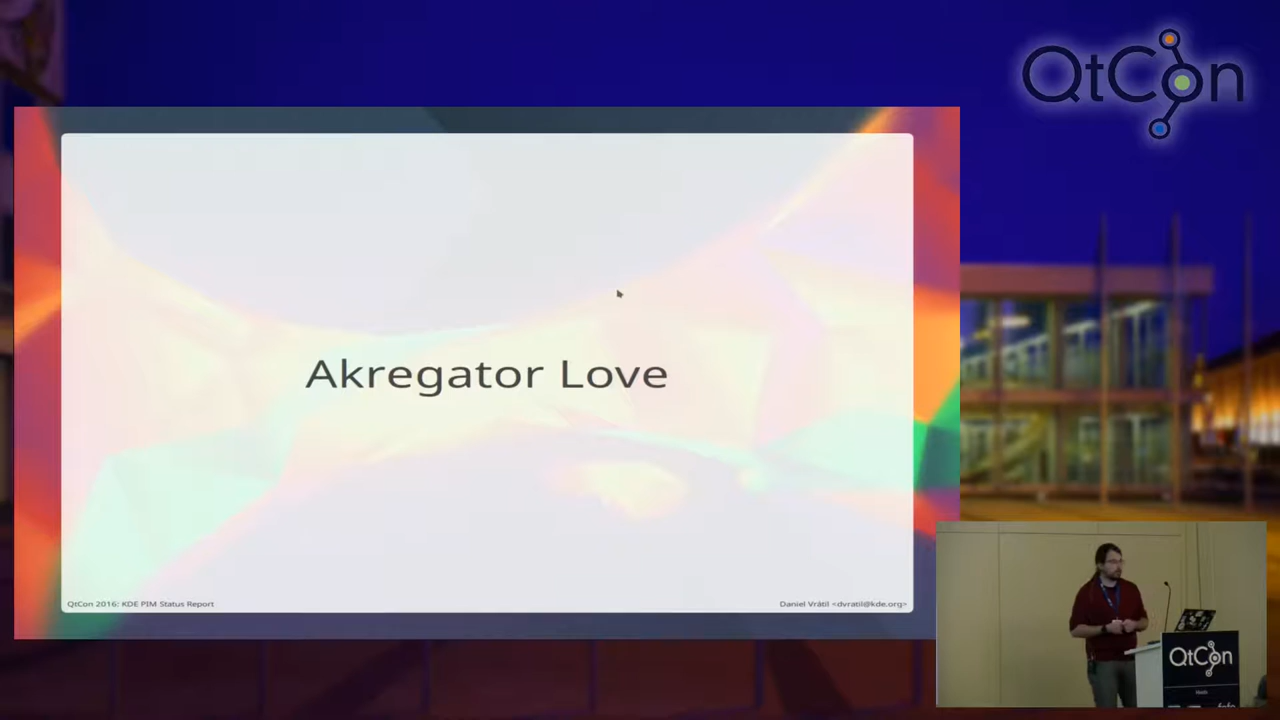 QtCon
Akregator Love
QtCon 2016: KDE PIM Status Report
Daniel Vrátil <dvratil@kde.org>
QtCon